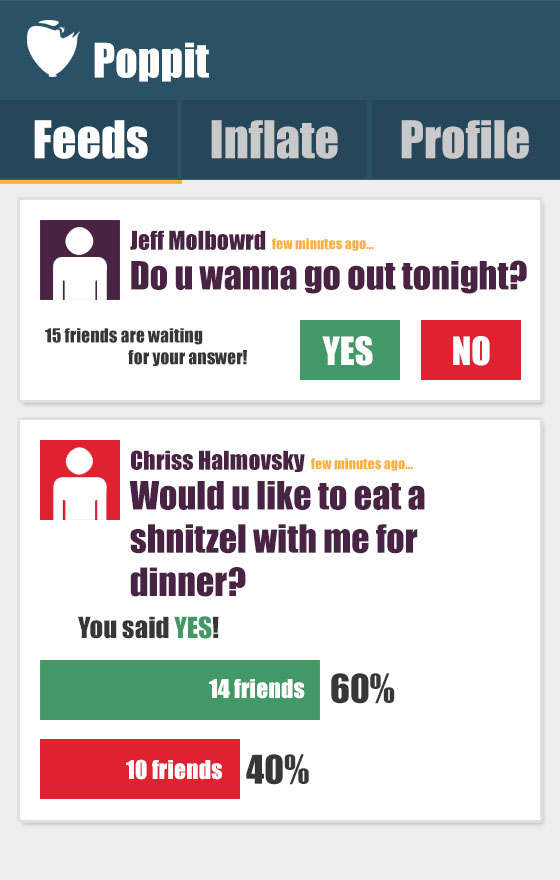 Poppit
Feeds Inflate Profile
Jeff Molbowrd few minutes ago...
Do u wanna go out tonight?
15 friends are waiting
for your answer!
YES NO
Chriss Halmovsky few minutes ago...
Would u like to eat a
shnitzel with me for
dinner?
You said YES!
14 friends 60%
10 friends 40%